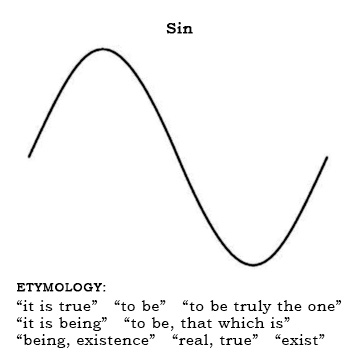 Sin
ETYMOLOGY:
“it is true” “to be” “to be truly the one”
“it is being” “to be, that which is”
“being, existence” “real, true” “exist”